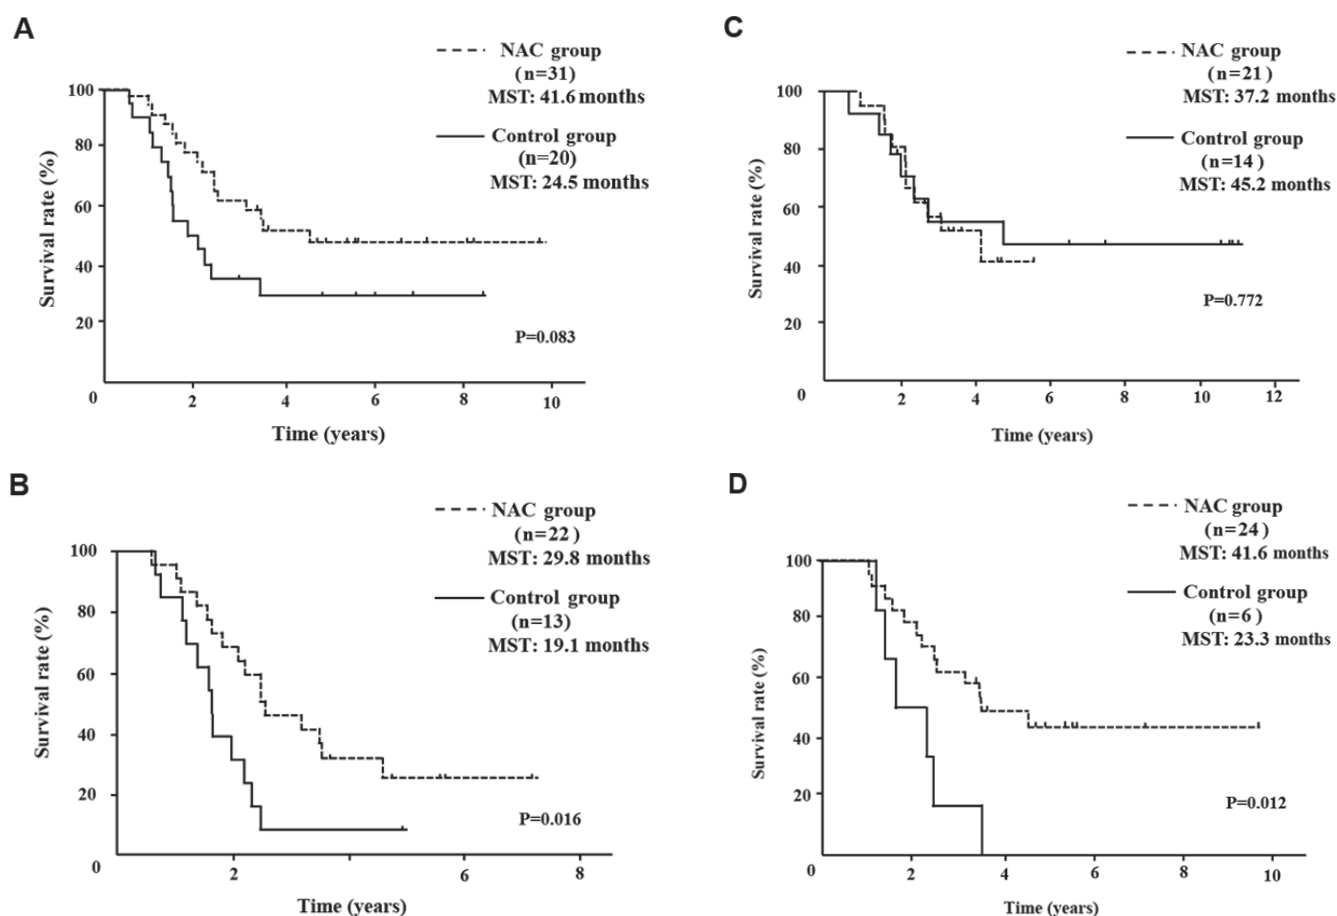 A
NAC group
(n=31)
MST: 41.6 months
Control group
(n=20)
MST: 24.5 months
100
80
60
40
20
0
2
4
6
8
10
Survival rate (%)
P=0.083
Time (years)
C
NAC group
(n=21 )
MST: 37.2 months
Control group
(n=14 )
MST: 45.2 months
100
80
60
40
20
0
2
4
6
8
10
12
Survival rate (%)
P=0.772
Time (years)
B
NAC group
(n=22 )
MST: 29.8 months
Control group
(n=13)
MST: 19.1 months
100
80
60
40
20
0
2
4
6
8
Survival rate (%)
P=0.016
Time (years)
D
NAC group
(n=24 )
MST: 41.6 months
Control group
(n=6 )
MST: 23.3 months
100
80
60
40
20
0
2
4
6
8
10
Survival rate (%)
P=0.012
Time (years)